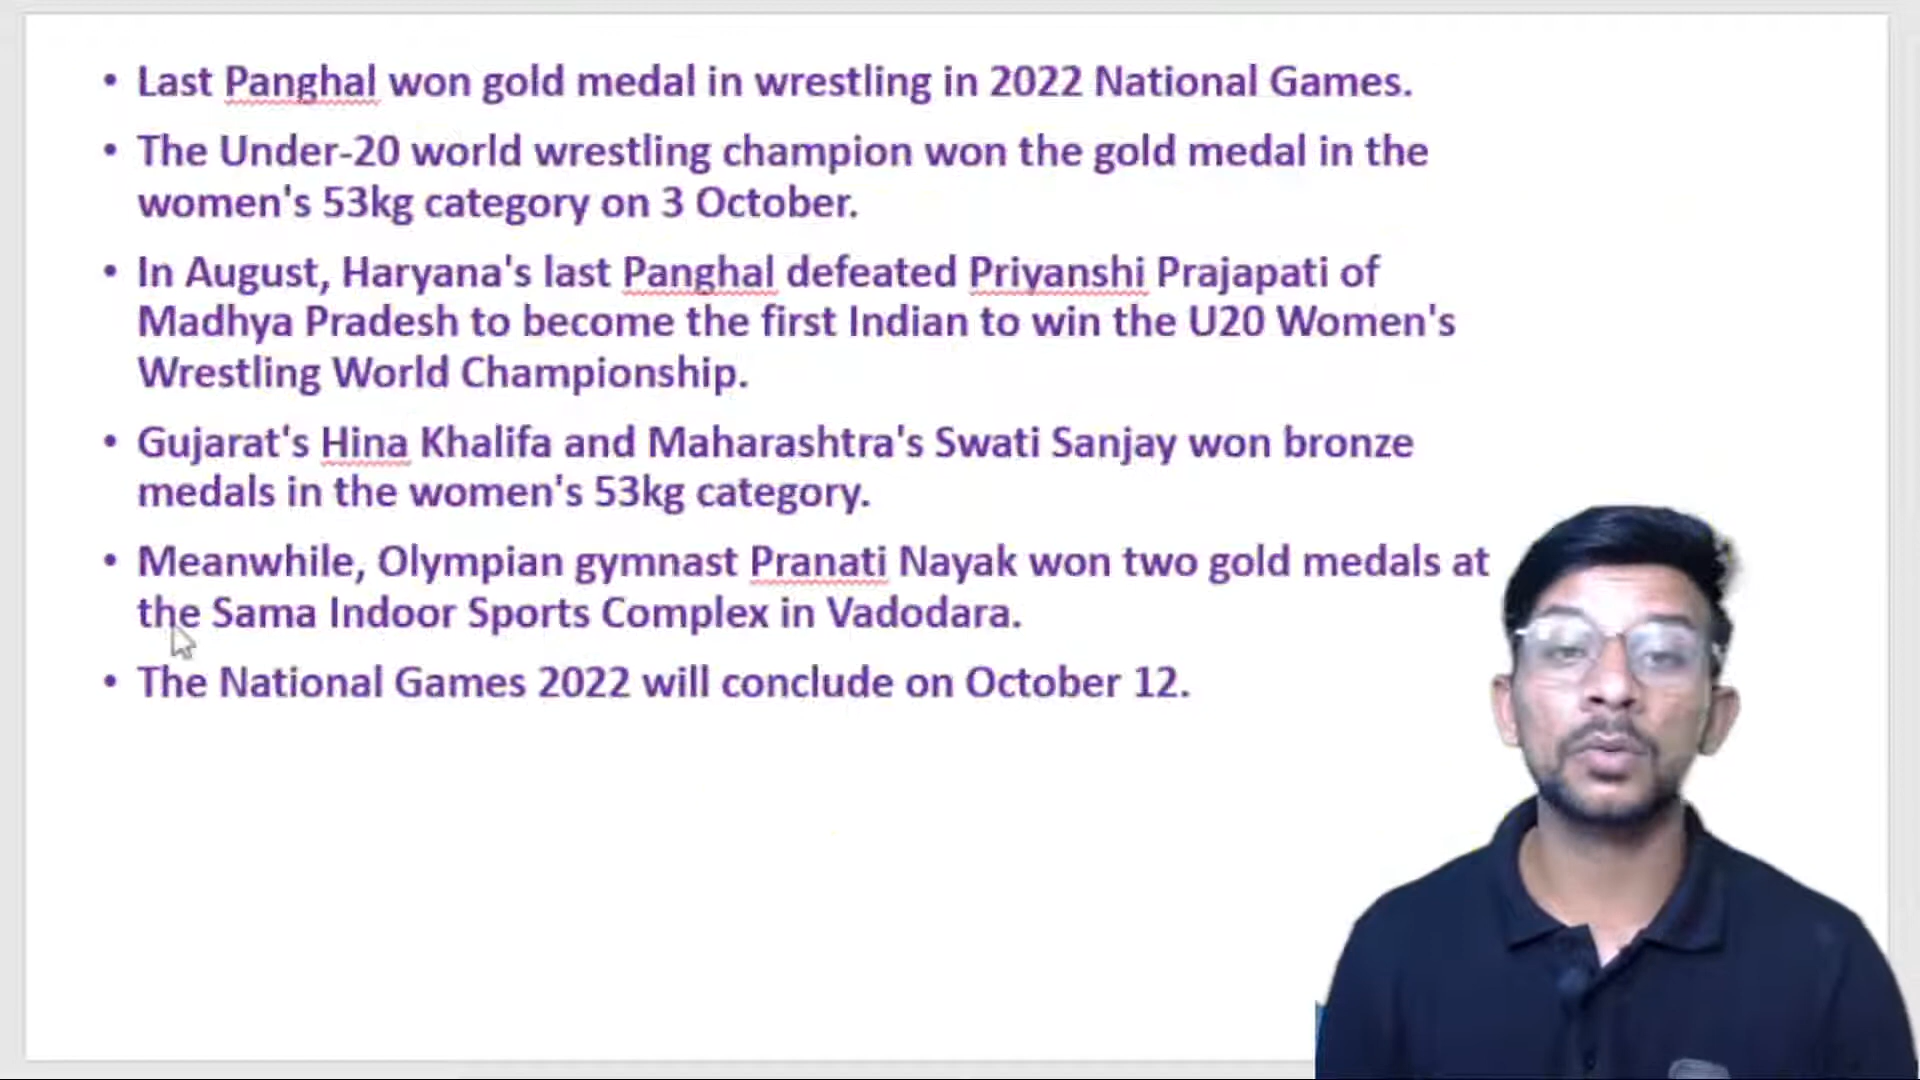 • Last Panghal won gold medal in wrestling in 2022 National Games.
• The Under-20 world wrestling champion won the gold medal in the
women's 53kg category on 3 October.
• In August, Haryana's last Panghal defeated Priyanshi Prajapati of
Madhya Pradesh to become the first Indian to win the U20 Women's
Wrestling World Championship.
• Gujarat's Hina Khalifa and Maharashtra's Swati Sanjay won bronze
medals in the women's 53kg category.
• Meanwhile, Olympian gymnast Pranati Nayak won two gold medals at
the Sama Indoor Sports Complex in Vadodara.
• The National Games 2022 will conclude on October 12.